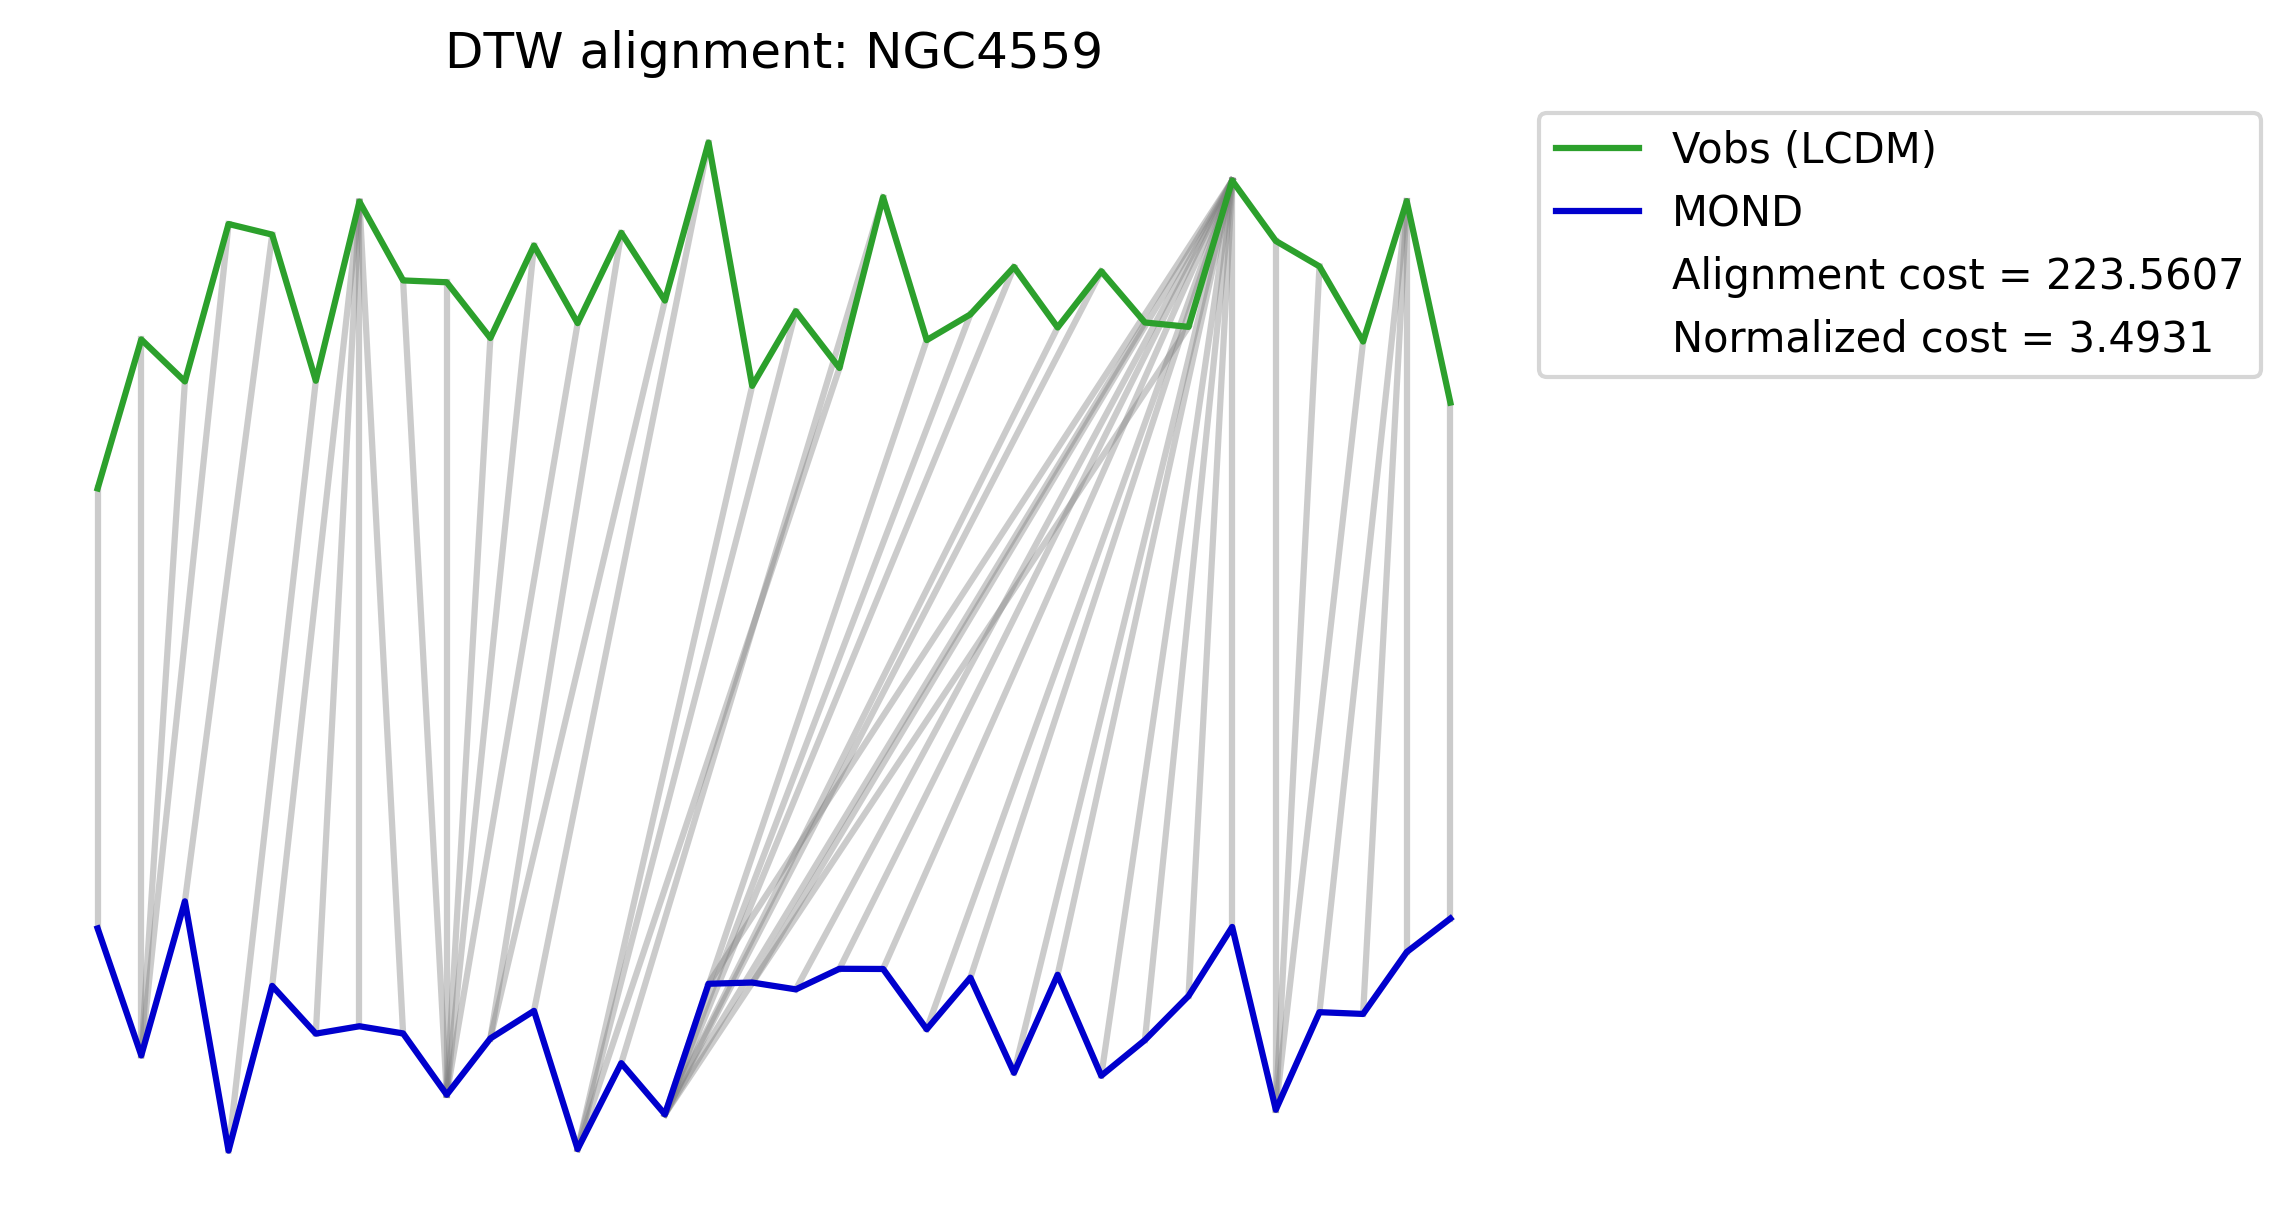 DTW alignment: NGC4559
Vobs (LCDM)
MOND
Alignment cost = 223.5607
Normalized cost = 3.4931